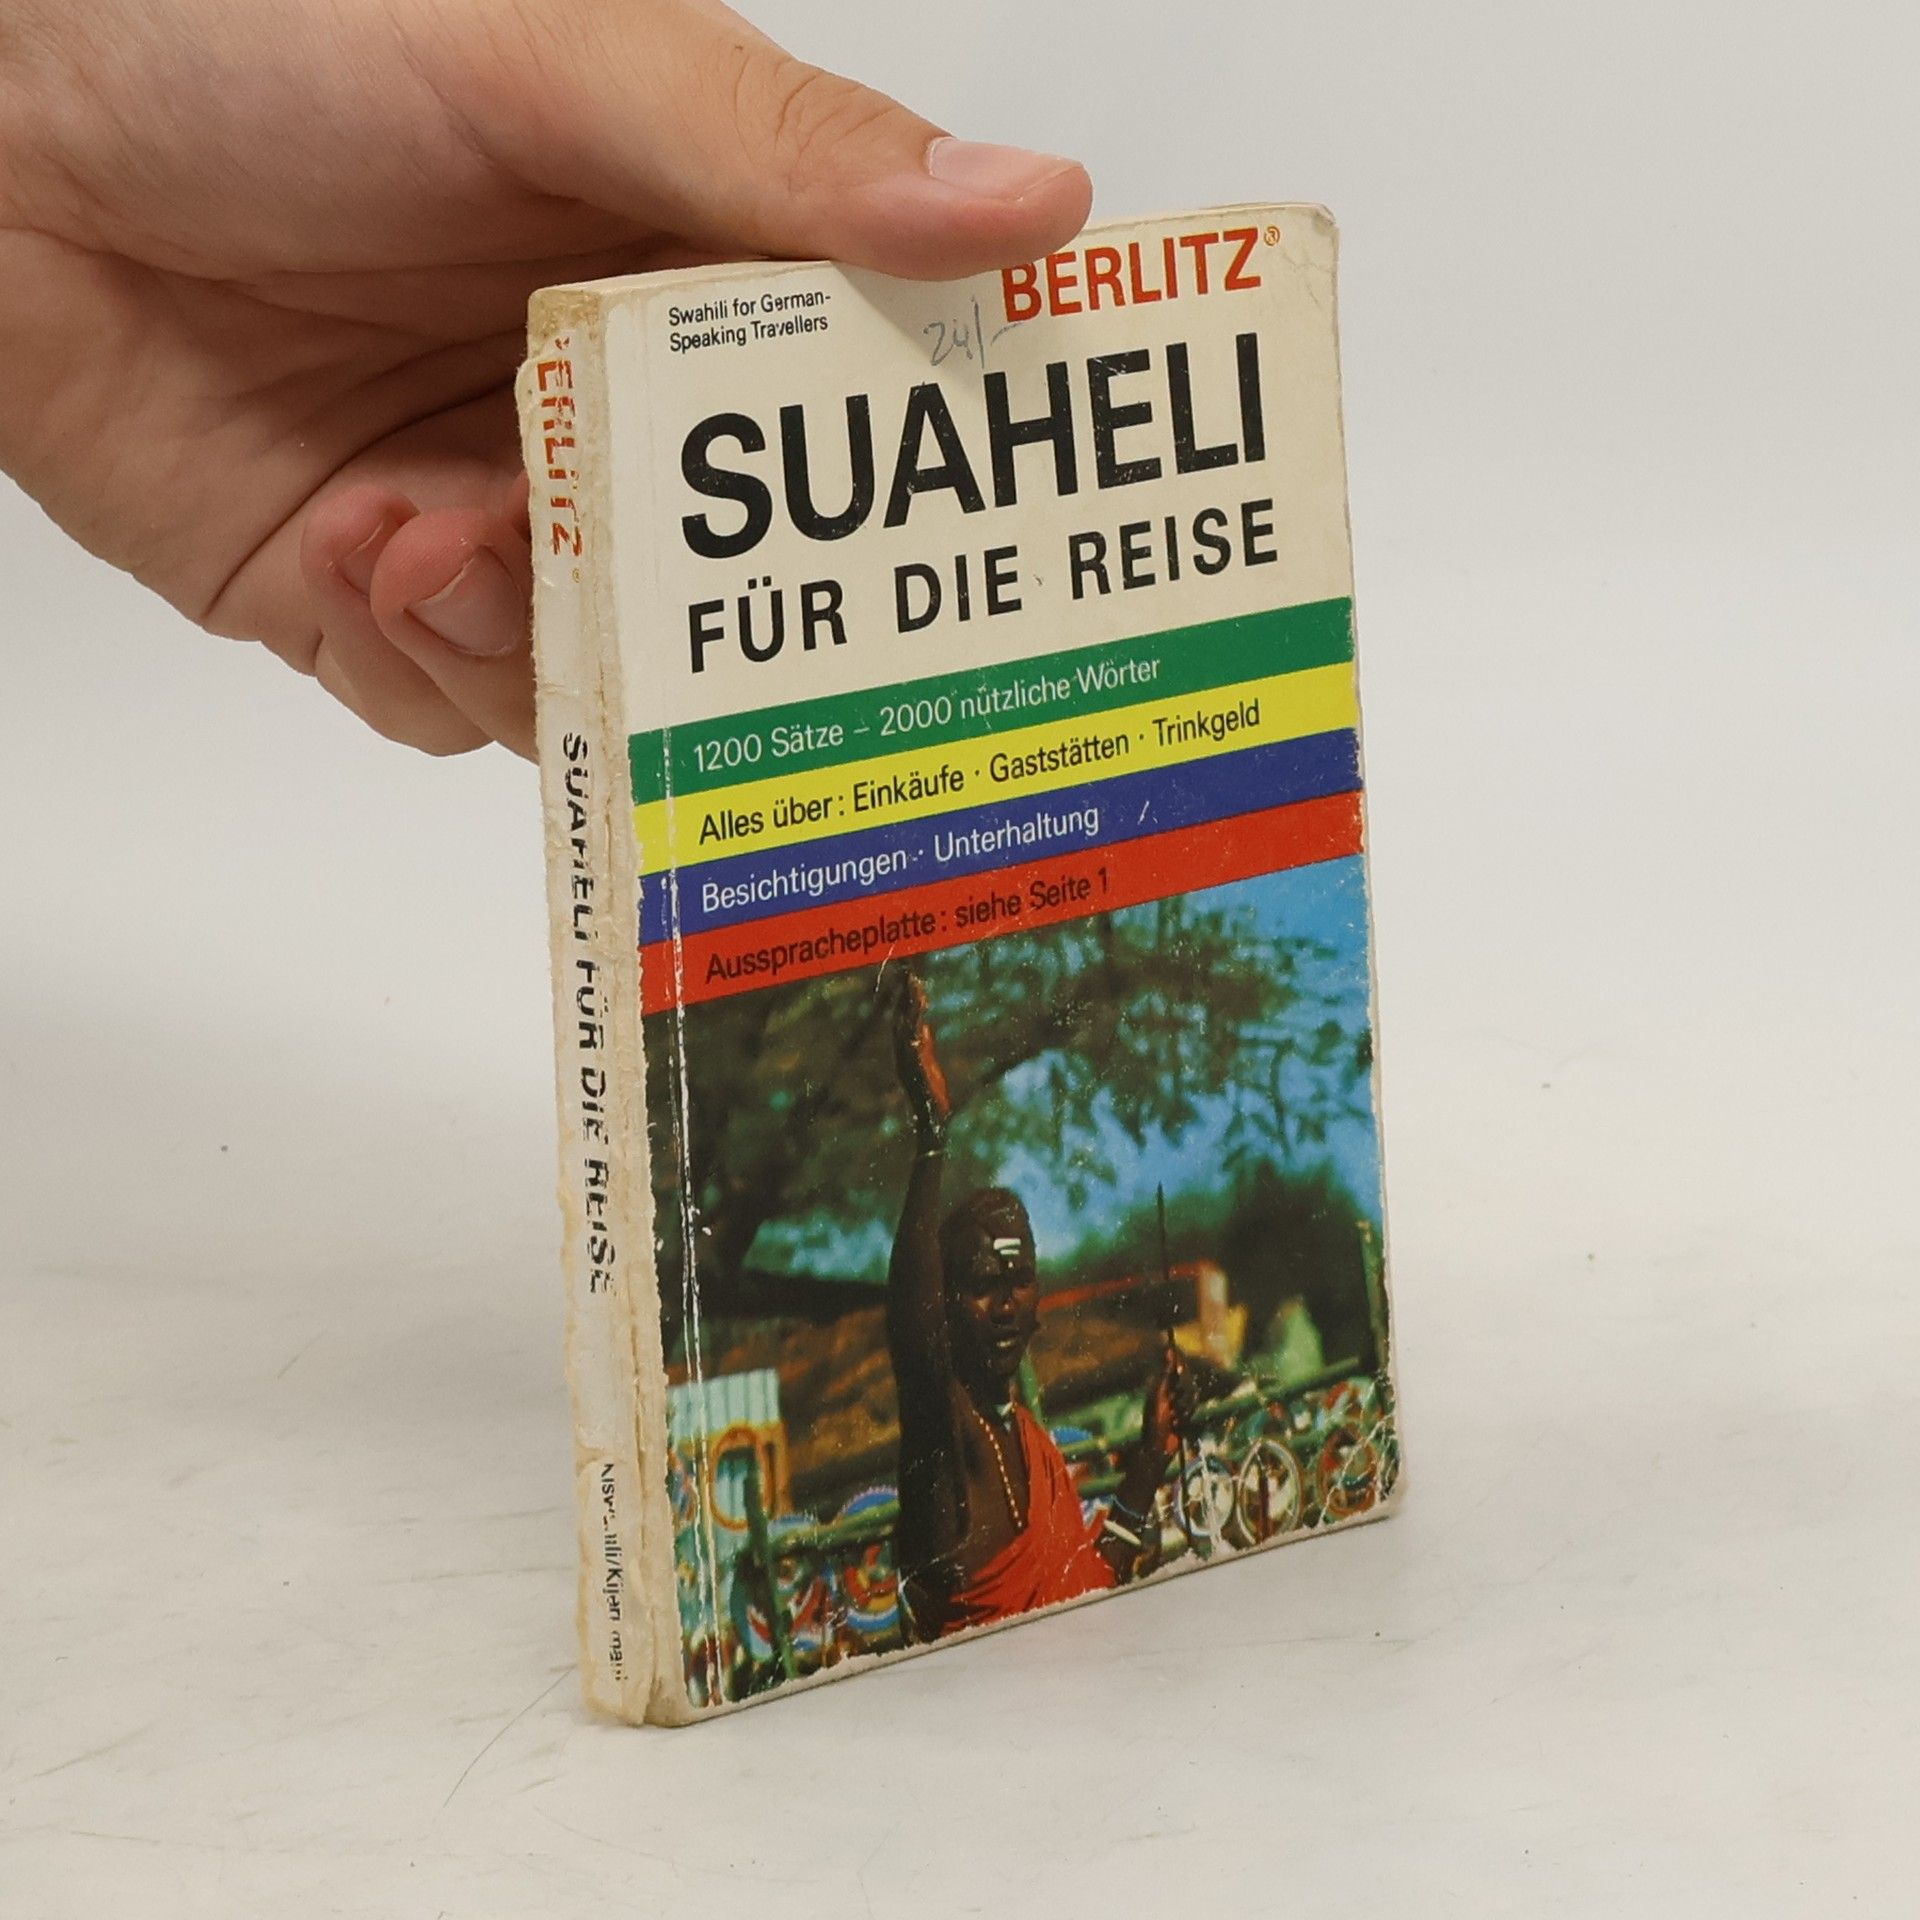 Swahili for German-
Speaking Travellers
BERLITZ®
24/-
SUAHELI
FÜR DIE REISE
1200 Sätze – 2000 nützliche Wörter
Alles über: Einkäufe · Gaststätten · Trinkgeld
Besichtigungen · Unterhaltung
Ausspracheplatte: siehe Seite 1
BERLITZ®
SUAHELI FÜR DIE REISE